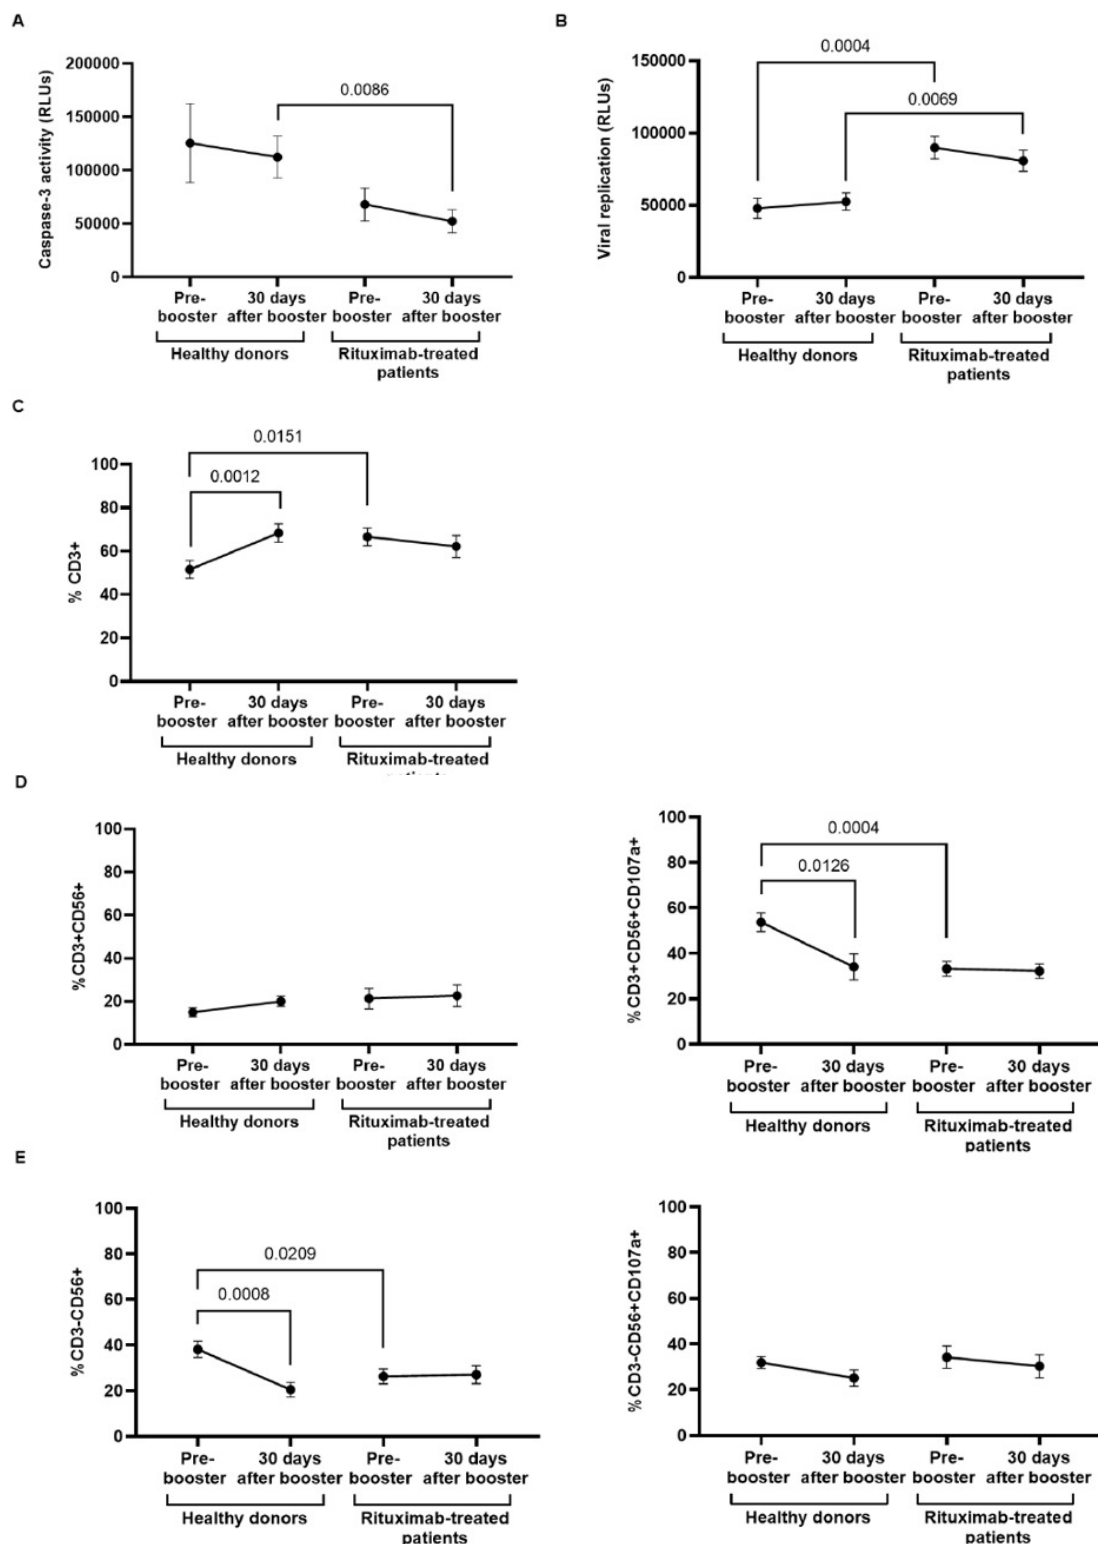 A
200000
150000
100000
50000
0
Caspase-3 activity (RLUs)
0.0086
Pre-
booster
30 days
after booster
Pre-
booster
30 days
after booster
Healthy donors
Rituximab-treated
patients
B
150000
100000
50000
0
Viral replication (RLUs)
0.0004
0.0069
Pre-
booster
30 days
after booster
Pre-
booster
30 days
after booster
Healthy donors
Rituximab-treated
patients
C
100
80
60
40
20
0
% CD3+
0.0151
0.0012
Pre-
booster
30 days
after booster
Pre-
booster
30 days
after booster
Healthy donors
Rituximab-treated
D
100
80
60
40
20
0
%CD3+CD56+
Pre-
booster
30 days
after booster
Pre-
booster
30 days
after booster
Healthy donors
Rituximab-treated
patients
100
80
60
40
20
0
% CD3+CD56+CD107a+
0.0004
0.0126
Pre-
booster
30 days
after booster
Pre-
booster
30 days
after booster
Healthy donors
Rituximab-treated
patients
E
100
80
60
40
20
0
% CD3-CD56+
0.0209
0.0008
Pre-
booster
30 days
after booster
Pre-
booster
30 days
after booster
Healthy donors
Rituximab-treated
patients
100
80
60
40
20
0
%CD3-CD56+CD107a+
Pre-
booster
30 days
after booster
Pre-
booster
30 days
after booster
Healthy donors
Rituximab-treated
patients